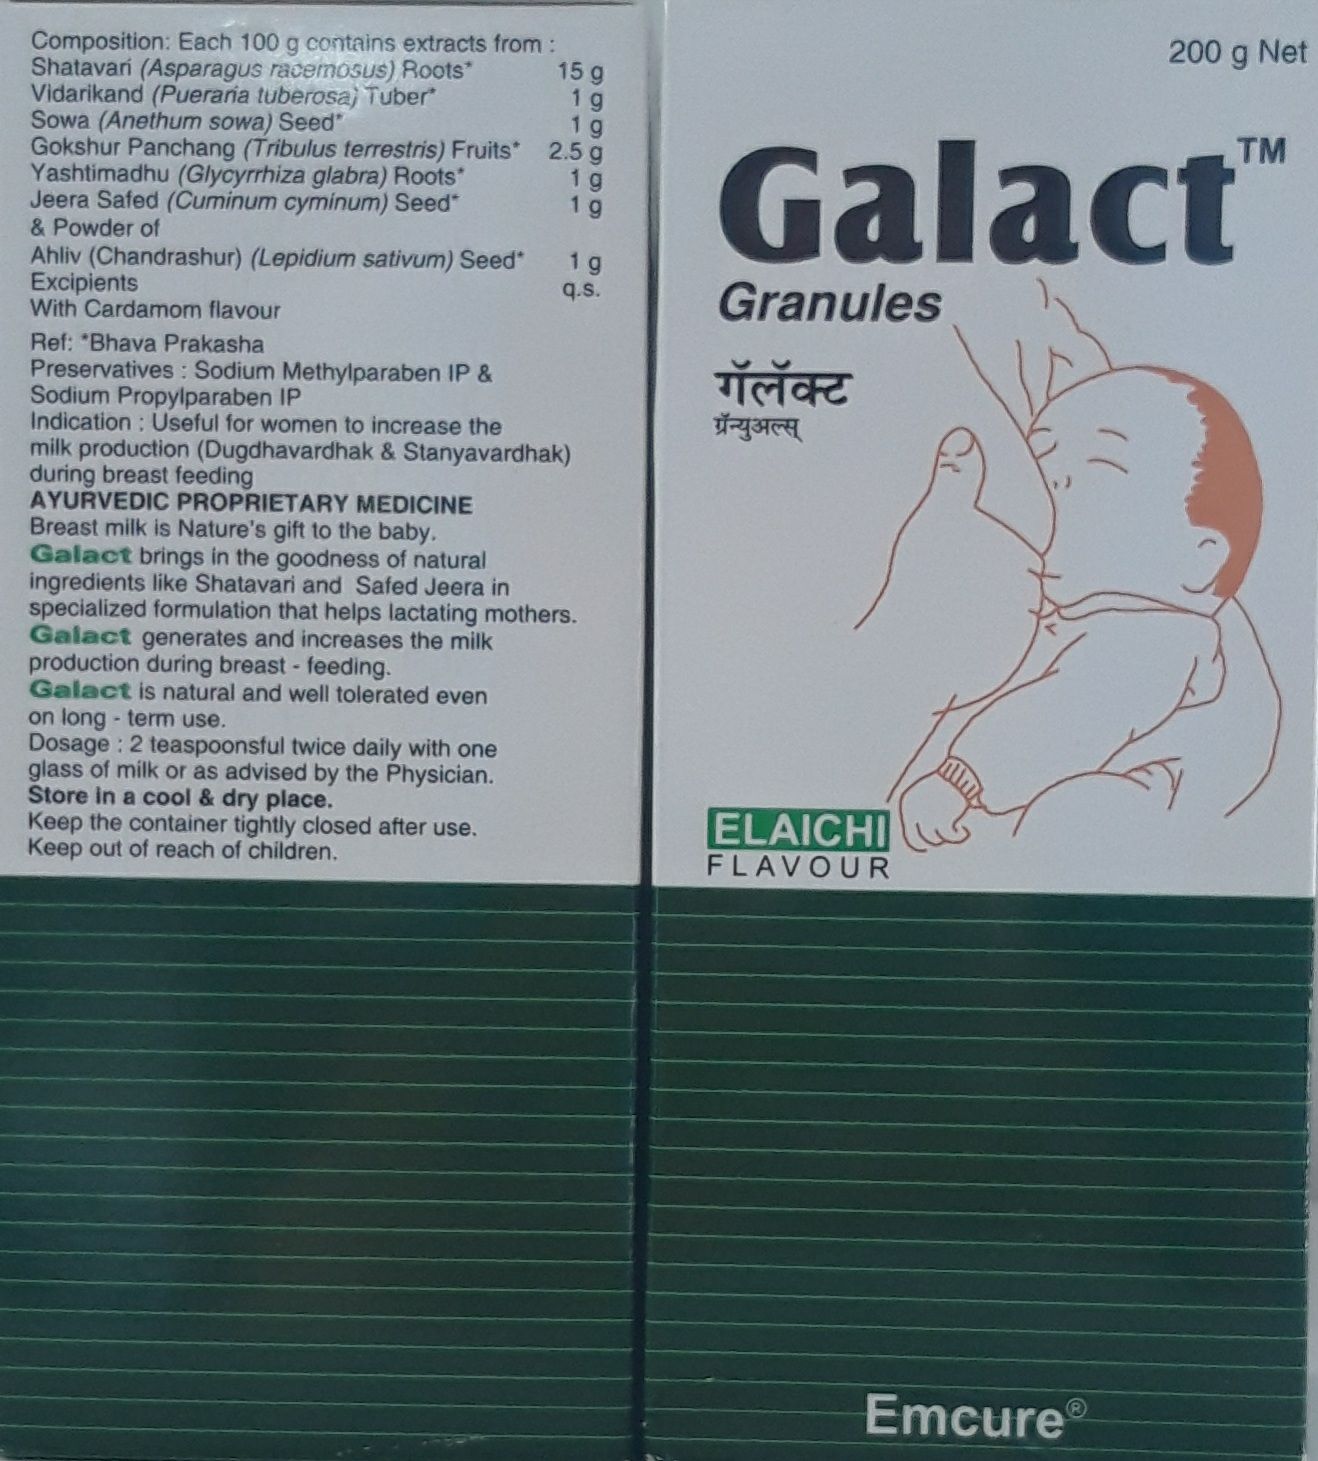 Composition: Each 100 g contains extracts from :
Shatavari (Asparagus racemosus) Roots* 15 g
Vidarikand (Pueraria tuberosa) Tuber* 1 g
Sowa (Anethum sowa) Seed* 1 g
Gokshur Panchang (Tribulus terrestris) Fruits* 2.5 g
Yashtimadhu (Glycyrrhiza glabra) Roots* 1 g
Jeera Safed (Cuminum cyminum) Seed* 1 g
& Powder of
Ahliv (Chandrashur) (Lepidium sativum) Seed* 1 g
Excipients q.s.
With Cardamom flavour
Ref: *Bhava Prakasha
Preservatives : Sodium Methylparaben IP &
Sodium Propylparaben IP
Indication : Useful for women to increase the
milk production (Dugdhavardhak & Stanyavardhak)
during breast feeding
AYURVEDIC PROPRIETARY MEDICINE
Breast milk is Nature's gift to the baby.
Galact brings in the goodness of natural
ingredients like Shatavari and Safed Jeera in
specialized formulation that helps lactating mothers.
Galact generates and increases the milk
production during breast - feeding.
Galact is natural and well tolerated even
on long - term use.
Dosage : 2 teaspoonsful twice daily with one
glass of milk or as advised by the Physician.
Store in a cool & dry place.
Keep the container tightly closed after use.
Keep out of reach of children.
200 g Net
Galact™
Granules
गॅलॅक्ट
ग्रॅन्युअल्स्
ELAICHI
FLAVOUR
Emcure®